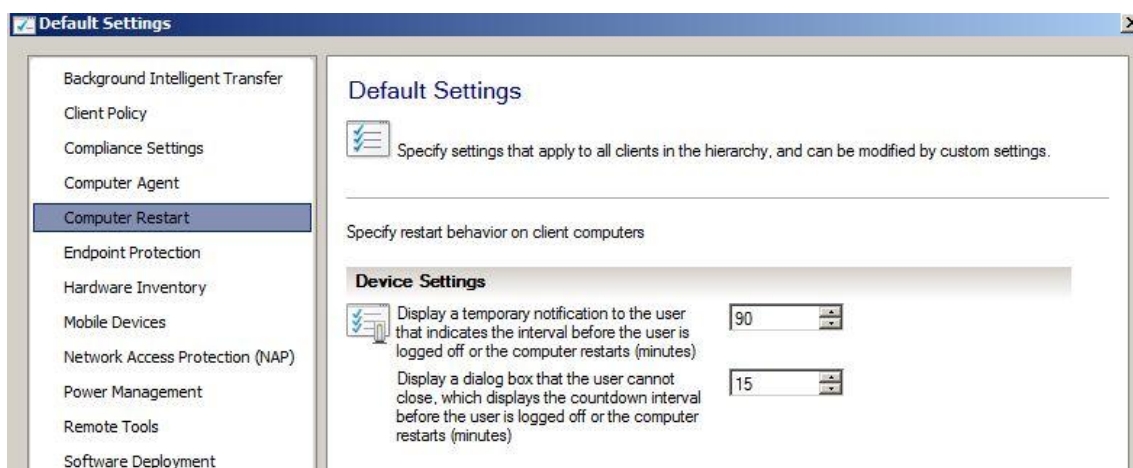 Default Settings
Background Intelligent Transfer
Client Policy
Compliance Settings
Computer Agent
Computer Restart
Endpoint Protection
Hardware Inventory
Mobile Devices
Network Access Protection (NAP)
Power Management
Remote Tools
Software Deployment
Default Settings
Specify settings that apply to all clients in the hierarchy, and can be modified by custom settings.
Specify restart behavior on client computers
Device Settings
Display a temporary notification to the user
that indicates the interval before the user is
logged off or the computer restarts (minutes)
90
Display a dialog box that the user cannot
close, which displays the countdown interval
before the user is logged off or the computer
restarts (minutes)
15